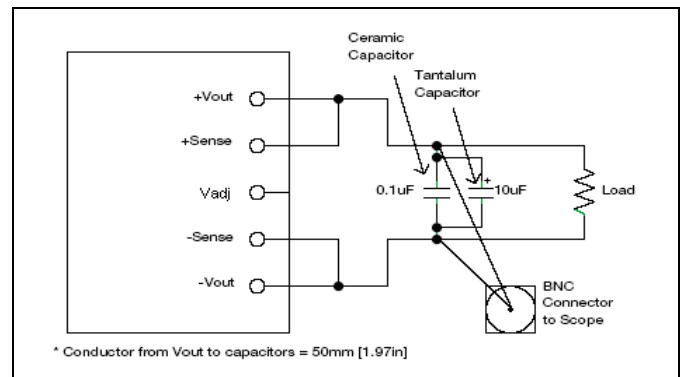 Ceramic
Capacitor
Tantalum
Capacitor
+Vout
+Sense
Vadj
-Sense
-Vout
0.1uF
+
10uF
Load
BNC
Connector
to Scope
* Conductor from Vout to capacitors = 50mm [1.97in]